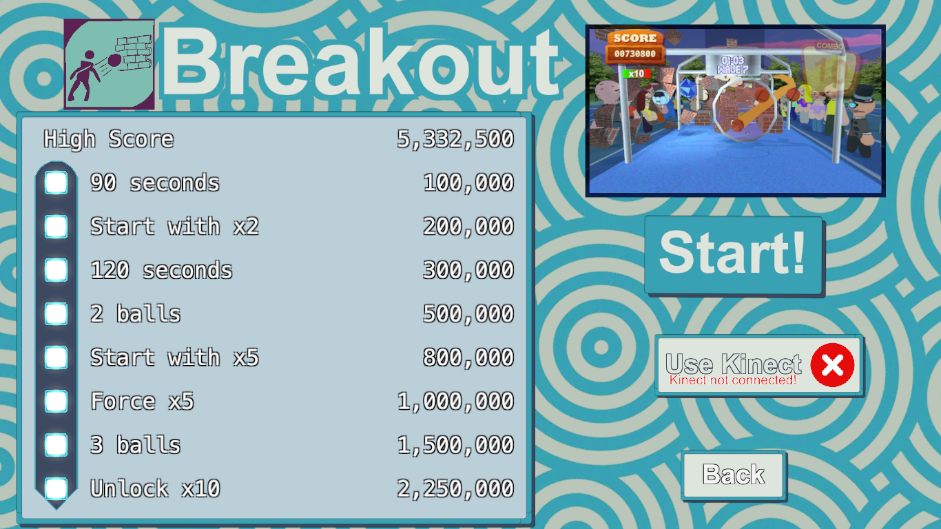 Breakout
High Score 5,332,500
90 seconds 100,000
Start with x2 200,000
120 seconds 300,000
2 balls 500,000
Start with x5 800,000
Force x5 1,000,000
3 balls 1,500,000
Unlock x10 2,250,000
SCORE
00730800
x10
01:03
COMBO
Start!
Use Kinect
Kinect not connected!
Back